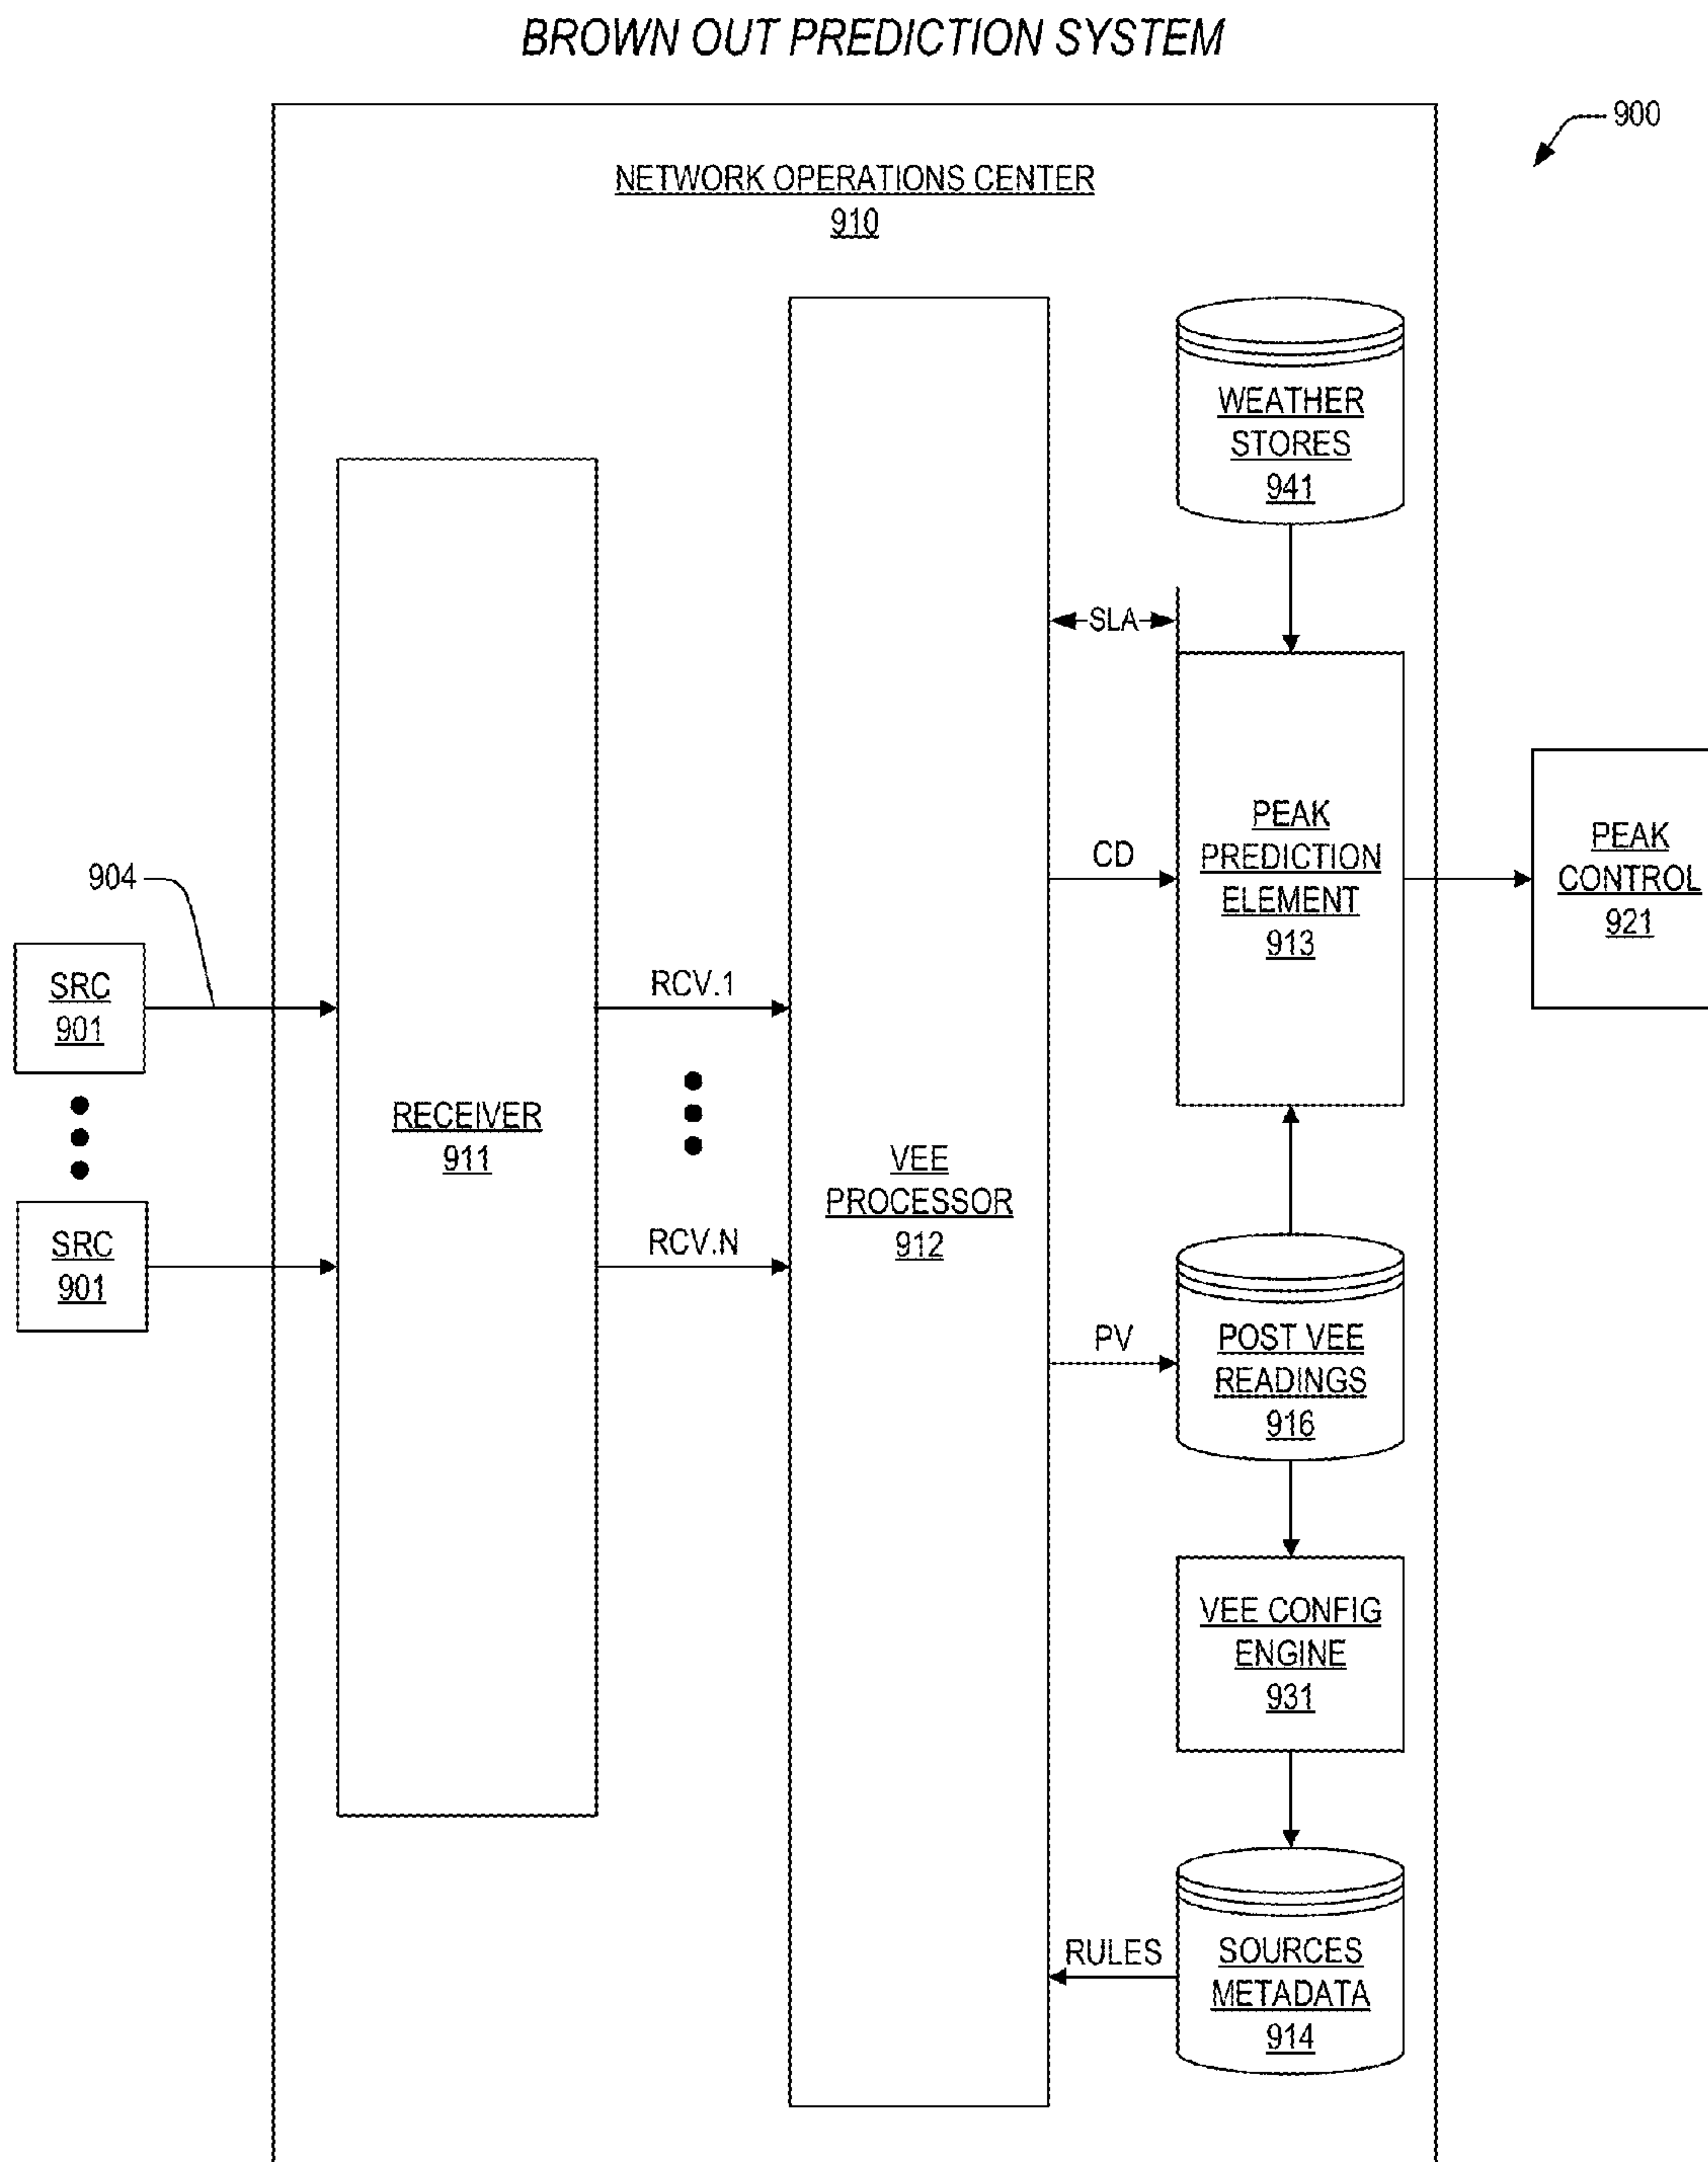 BROWN OUT PREDICTION SYSTEM
900
NETWORK OPERATIONS CENTER
910
WEATHER
STORES
941
SLA
PEAK
PREDICTION
ELEMENT
913
CD
PEAK
CONTROL
921
904
SRC
901
RCV.1
RECEIVER
911
VEE
PROCESSOR
912
SRC
901
RCV.N
PV
POST VEE
READINGS
916
VEE CONFIG
ENGINE
931
RULES
SOURCES
METADATA
914